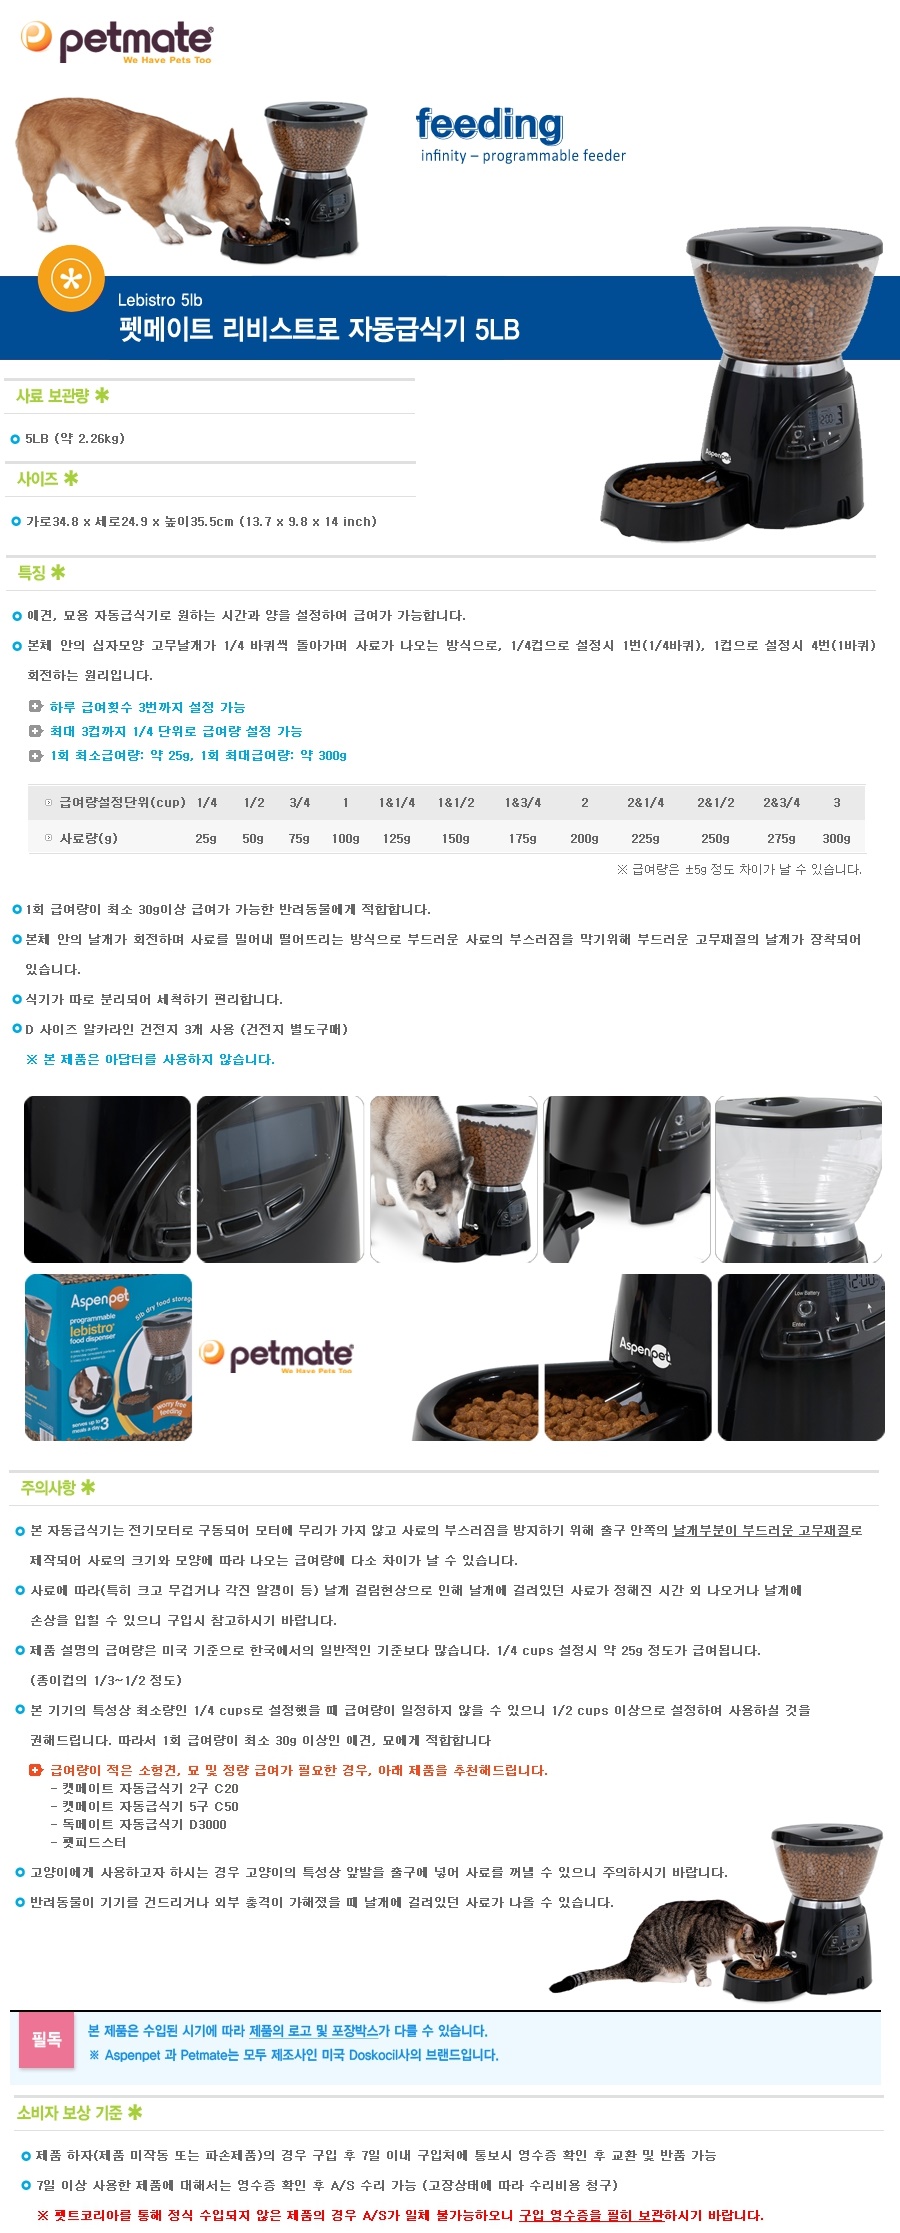 petmate®
We Have Pets Too
feeding
infinity – programmable feeder
Lebistro 5lb
펫메이트 리비스트로 자동급식기 5LB
사료 보관량
5LB (약 2.26kg)
사이즈
가로34.8 x 세로24.9 x 높이35.5cm (13.7 x 9.8 x 14 inch)
Aspenpet
특징
애견, 묘용 자동급식기로 원하는 시간과 양을 설정하여 급여가 가능합니다.
본체 안의 십자모양 고무날개가 1/4 바퀴씩 돌아가며 사료가 나오는 방식으로, 1/4컵으로 설정시 1번(1/4바퀴), 1컵으로 설정시 4번(1바퀴)
회전하는 원리입니다.
하루 급여횟수 3번까지 설정 가능
최대 3컵까지 1/4 단위로 급여량 설정 가능
1회 최소급여량: 약 25g, 1회 최대급여량: 약 300g
급여량설정단위(cup) 1/4 1/2 3/4 1 1&1/4 1&1/2 1&3/4 2 2&1/4 2&1/2 2&3/4 3
사료량(g) 25g 50g 75g 100g 125g 150g 175g 200g 225g 250g 275g 300g
※ 급여량은 ±5g 정도 차이가 날 수 있습니다.
1회 급여량이 최소 30g이상 급여가 가능한 반려동물에게 적합합니다.
본체 안의 날개가 회전하며 사료를 밀어내 떨어뜨리는 방식으로 부드러운 사료의 부스러짐을 막기위해 부드러운 고무재질의 날개가 장착되어
있습니다.
식기가 따로 분리되어 세척하기 편리합니다.
D 사이즈 알카라인 건전지 3개 사용 (건전지 별도구매)
※ 본 제품은 아답터를 사용하지 않습니다.
Aspenpet
programmable
lebistro®
food dispenser
5lb dry food storage
worry free
feeding
serves up to 3
meals a day
petmate®
We Have Pets Too
Aspenpet
12:00
Low Battery
Enter
주의사항
본 자동급식기는 전기모터로 구동되어 모터에 무리가 가지 않고 사료의 부스러짐을 방지하기 위해 출구 안쪽의 날개부분이 부드러운 고무재질로
제작되어 사료의 크기와 모양에 따라 나오는 급여량에 다소 차이가 날 수 있습니다.
사료에 따라(특히 크고 무겁거나 각진 알갱이 등) 날개 걸림현상으로 인해 날개에 걸려있던 사료가 정해진 시간 외 나오거나 날개에
손상을 입힐 수 있으니 구입시 참고하시기 바랍니다.
제품 설명의 급여량은 미국 기준으로 한국에서의 일반적인 기준보다 많습니다. 1/4 cups 설정시 약 25g 정도가 급여됩니다.
(종이컵의 1/3~1/2 정도)
본 기기의 특성상 최소량인 1/4 cups로 설정했을 때 급여량이 일정하지 않을 수 있으니 1/2 cups 이상으로 설정하여 사용하실 것을
권해드립니다. 따라서 1회 급여량이 최소 30g 이상인 애견, 묘에게 적합합니다
급여량이 적은 소형견, 묘 및 정량 급여가 필요한 경우, 아래 제품을 추천해드립니다.
- 캣메이트 자동급식기 2구 C20
- 캣메이트 자동급식기 5구 C50
- 독메이트 자동급식기 D3000
- 펫피드스터
고양이에게 사용하고자 하시는 경우 고양이의 특성상 앞발을 출구에 넣어 사료를 꺼낼 수 있으니 주의하시기 바랍니다.
반려동물이 기기를 건드리거나 외부 충격이 가해졌을 때 날개에 걸려있던 사료가 나올 수 있습니다.
필독
본 제품은 수입된 시기에 따라 제품의 로고 및 포장박스가 다를 수 있습니다.
※ Aspenpet 과 Petmate는 모두 제조사인 미국 Doskocil사의 브랜드입니다.
소비자 보상 기준
제품 하자(제품 미작동 또는 파손제품)의 경우 구입 후 7일 이내 구입처에 통보시 영수증 확인 후 교환 및 반품 가능
7일 이상 사용한 제품에 대해서는 영수증 확인 후 A/S 수리 가능 (고장상태에 따라 수리비용 청구)
※ 펫트코리아를 통해 정식 수입되지 않은 제품의 경우 A/S가 일체 불가능하오니 구입 영수증을 필히 보관하시기 바랍니다.